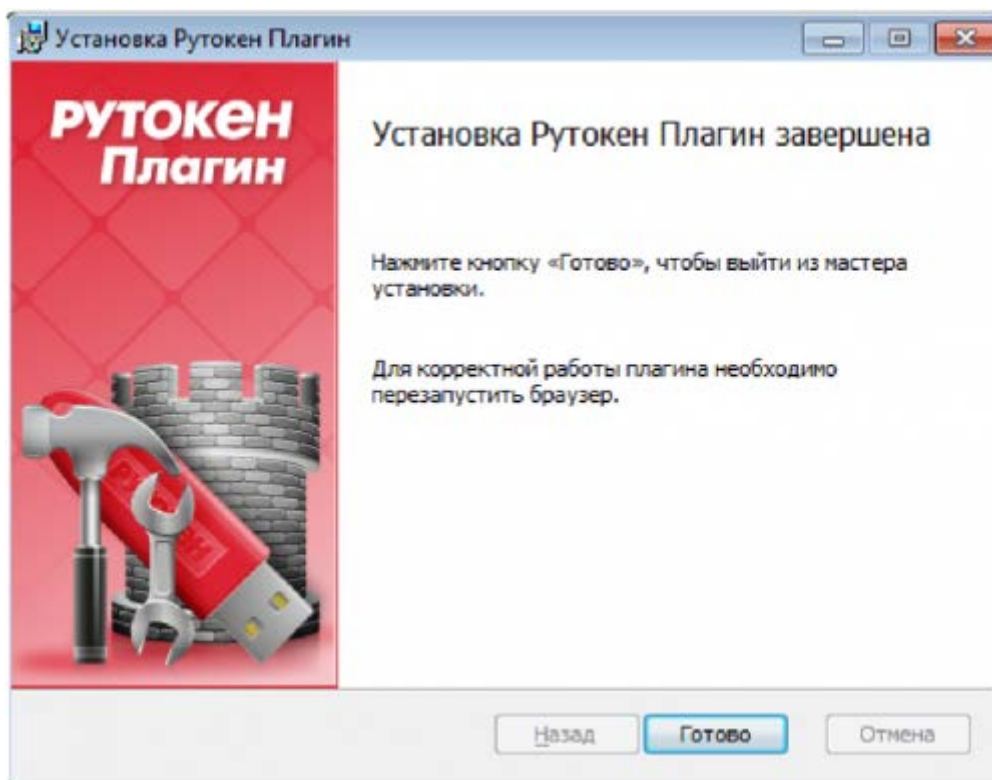 Установка Рутокен Плагин
РУТОКЕН
Плагин
Установка Рутокен Плагин завершена
Нажмите кнопку «Готово», чтобы выйти из мастера
установки.
Для корректной работы плагина необходимо
перезапустить браузер.
РУТОКЕН
Назад
Готово
Отмена